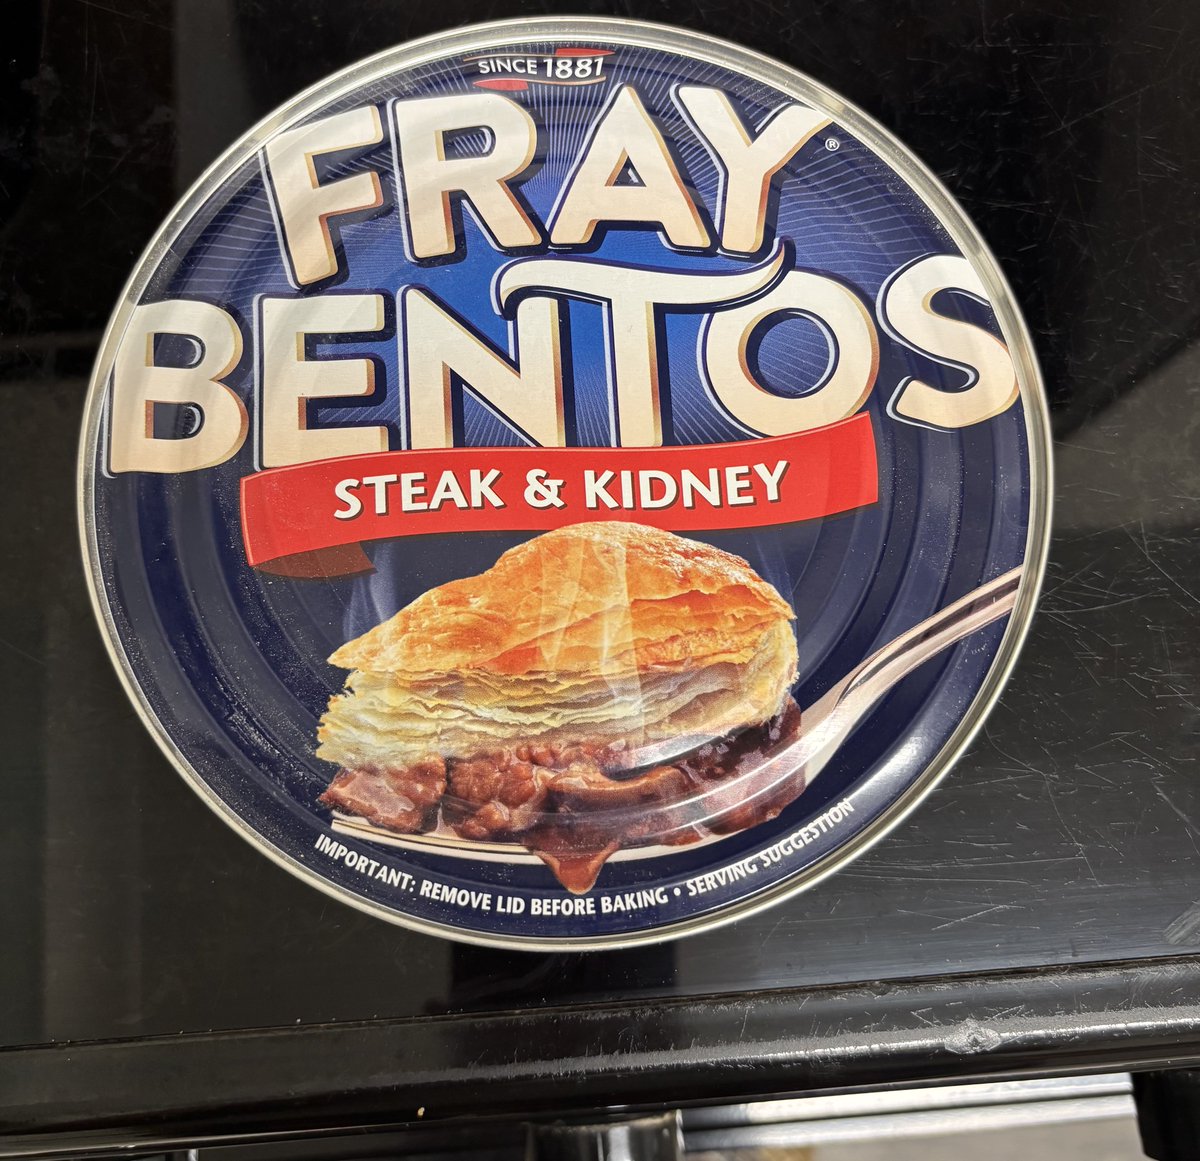 SINCE 1881
FRAY
BENTOS
STEAK & KIDNEY
IMPORTANT: REMOVE LID BEFORE BAKING • SERVING SUGGESTION